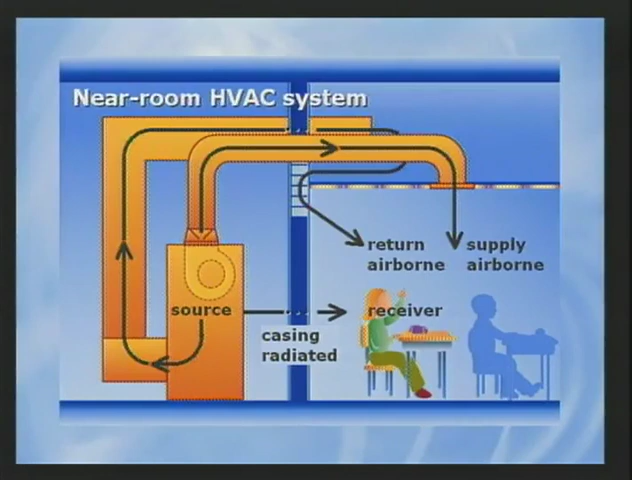 Near-room HVAC system
return
airborne
supply
airborne
source
receiver
casing
radiated